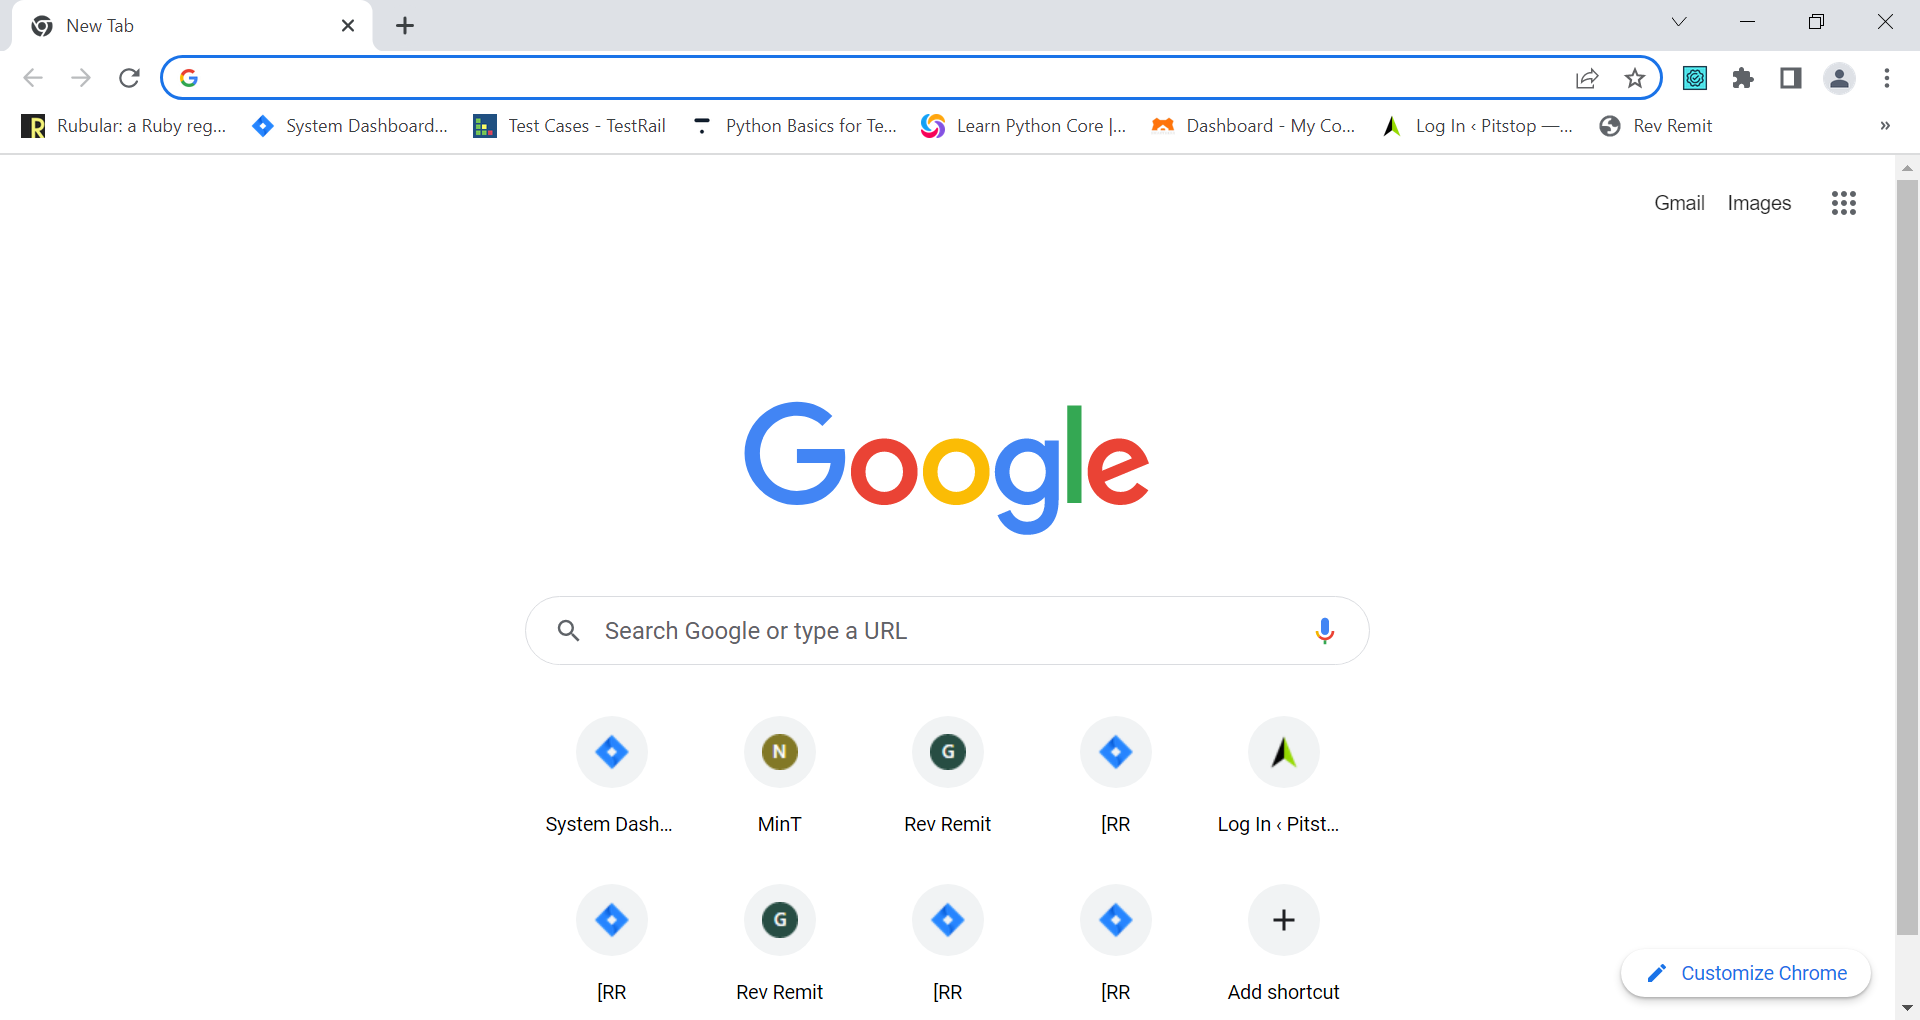 New Tab
Rubular: a Ruby reg...
System Dashboard...
Test Cases - TestRail
Python Basics for Te...
Learn Python Core |...
Dashboard - My Co...
Log In ‹ Pitstop —...
Rev Remit
»
Gmail Images
Google
Search Google or type a URL
N G
System Dash... MinT Rev Remit [RR Log In ‹ Pitst...
G
[RR Rev Remit [RR [RR Add shortcut
Customize Chrome